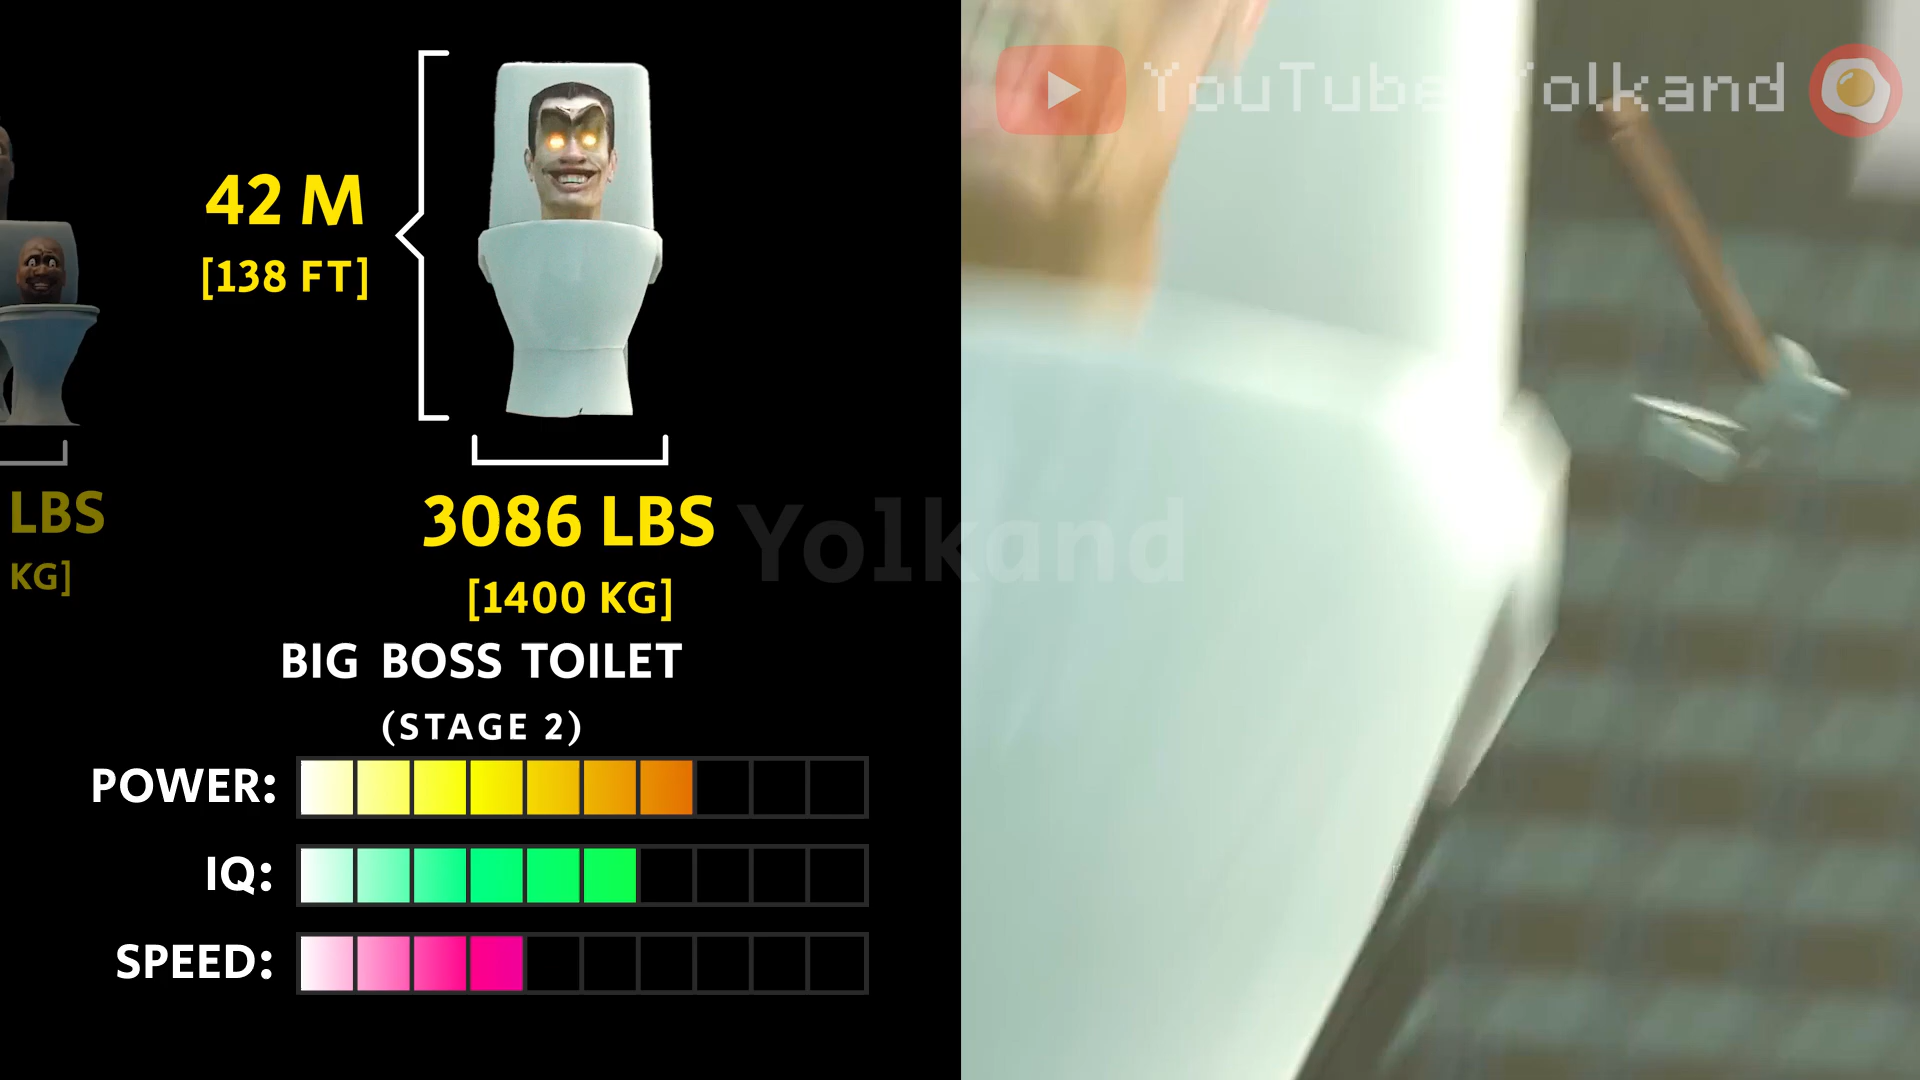 YouTube Yolkand
42 M
[138 FT]
LBS
KG]
3086 LBS
[1400 KG]
Yolkand
BIG BOSS TOILET
(STAGE 2)
POWER:
IQ:
SPEED: